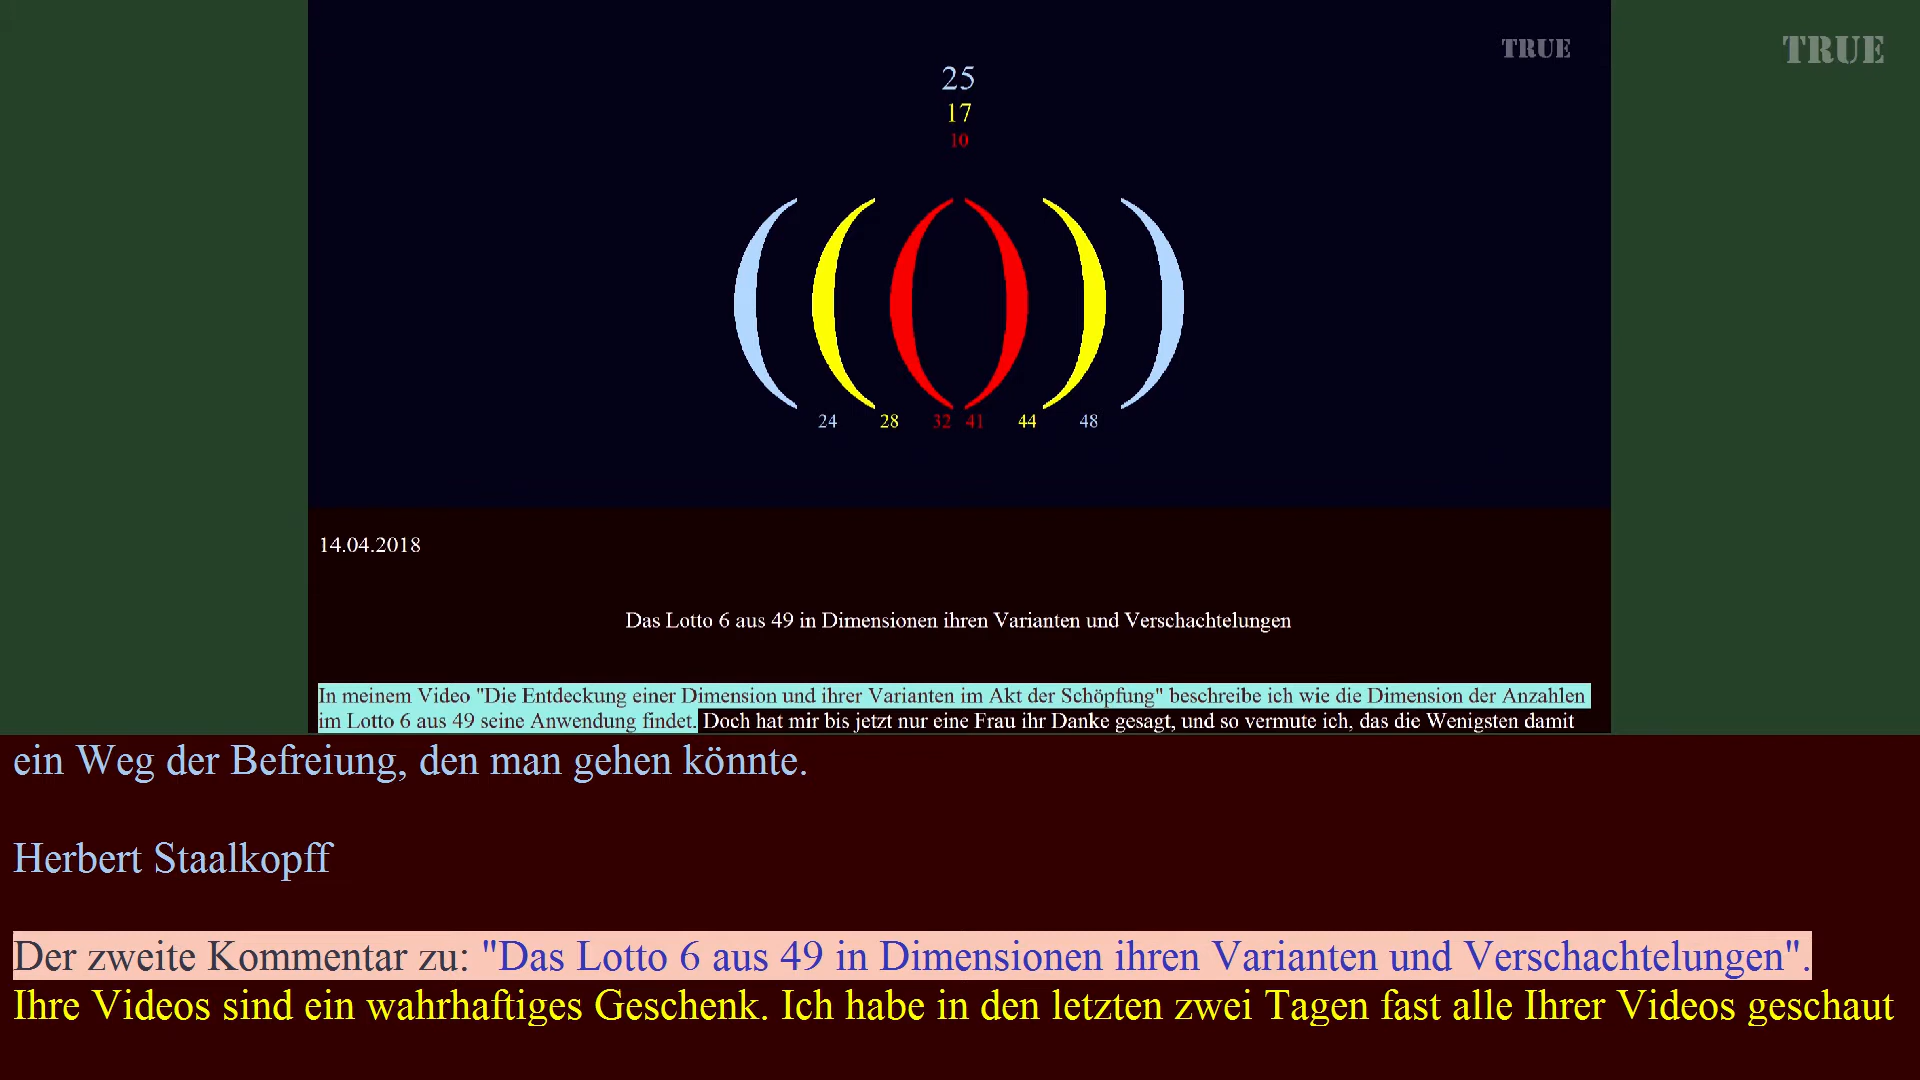 TRUE
TRUE
25
17
10
24 28 32 41 44 48
14.04.2018
Das Lotto 6 aus 49 in Dimensionen ihren Varianten und Verschachtelungen
In meinem Video "Die Entdeckung einer Dimension und ihrer Varianten im Akt der Schöpfung" beschreibe ich wie die Dimension der Anzahlen
im Lotto 6 aus 49 seine Anwendung findet. Doch hat mir bis jetzt nur eine Frau ihr Danke gesagt, und so vermute ich, das die Wenigsten damit
ein Weg der Befreiung, den man gehen könnte.
Herbert Staalkopff
Der zweite Kommentar zu: "Das Lotto 6 aus 49 in Dimensionen ihren Varianten und Verschachtelungen".
Ihre Videos sind ein wahrhaftiges Geschenk. Ich habe in den letzten zwei Tagen fast alle Ihrer Videos geschaut